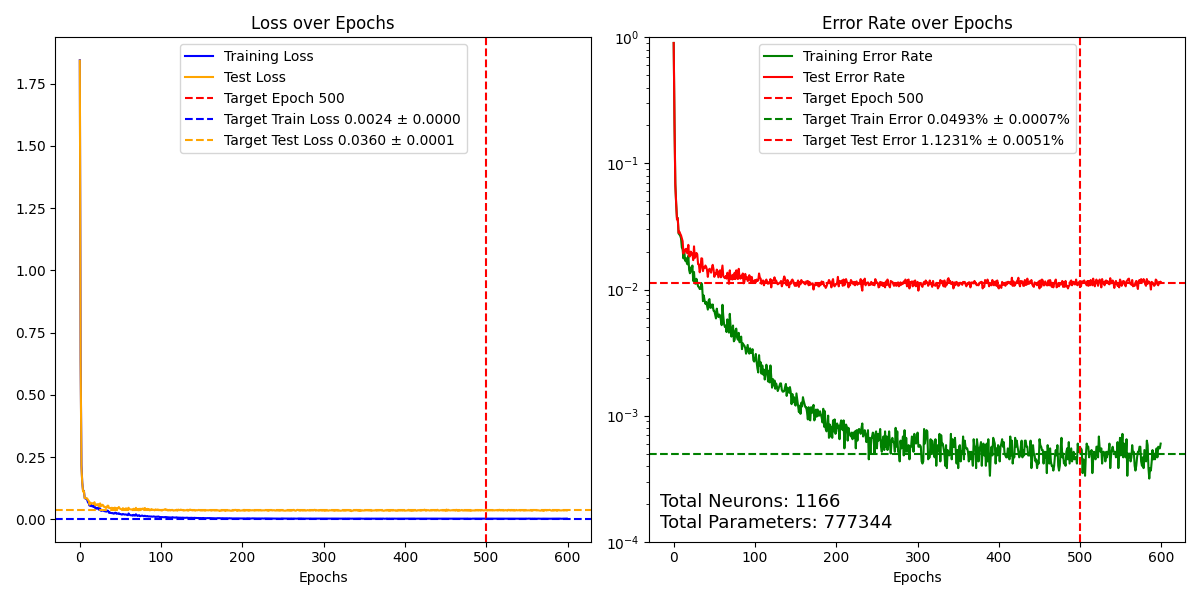 Loss over Epochs
Training Loss
Test Loss
Target Epoch 500
Target Train Loss 0.0024 ± 0.0000
Target Test Loss 0.0360 ± 0.0001
1.75
1.50
1.25
1.00
0.75
0.50
0.25
0.00
0 100 200 300 400 500 600
Epochs
Error Rate over Epochs
Training Error Rate
Test Error Rate
Target Epoch 500
Target Train Error 0.0493% ± 0.0007%
Target Test Error 1.1231% ± 0.0051%
10⁰
10⁻¹
10⁻²
10⁻³
10⁻⁴
Total Neurons: 1166
Total Parameters: 777344
0 100 200 300 400 500 600
Epochs